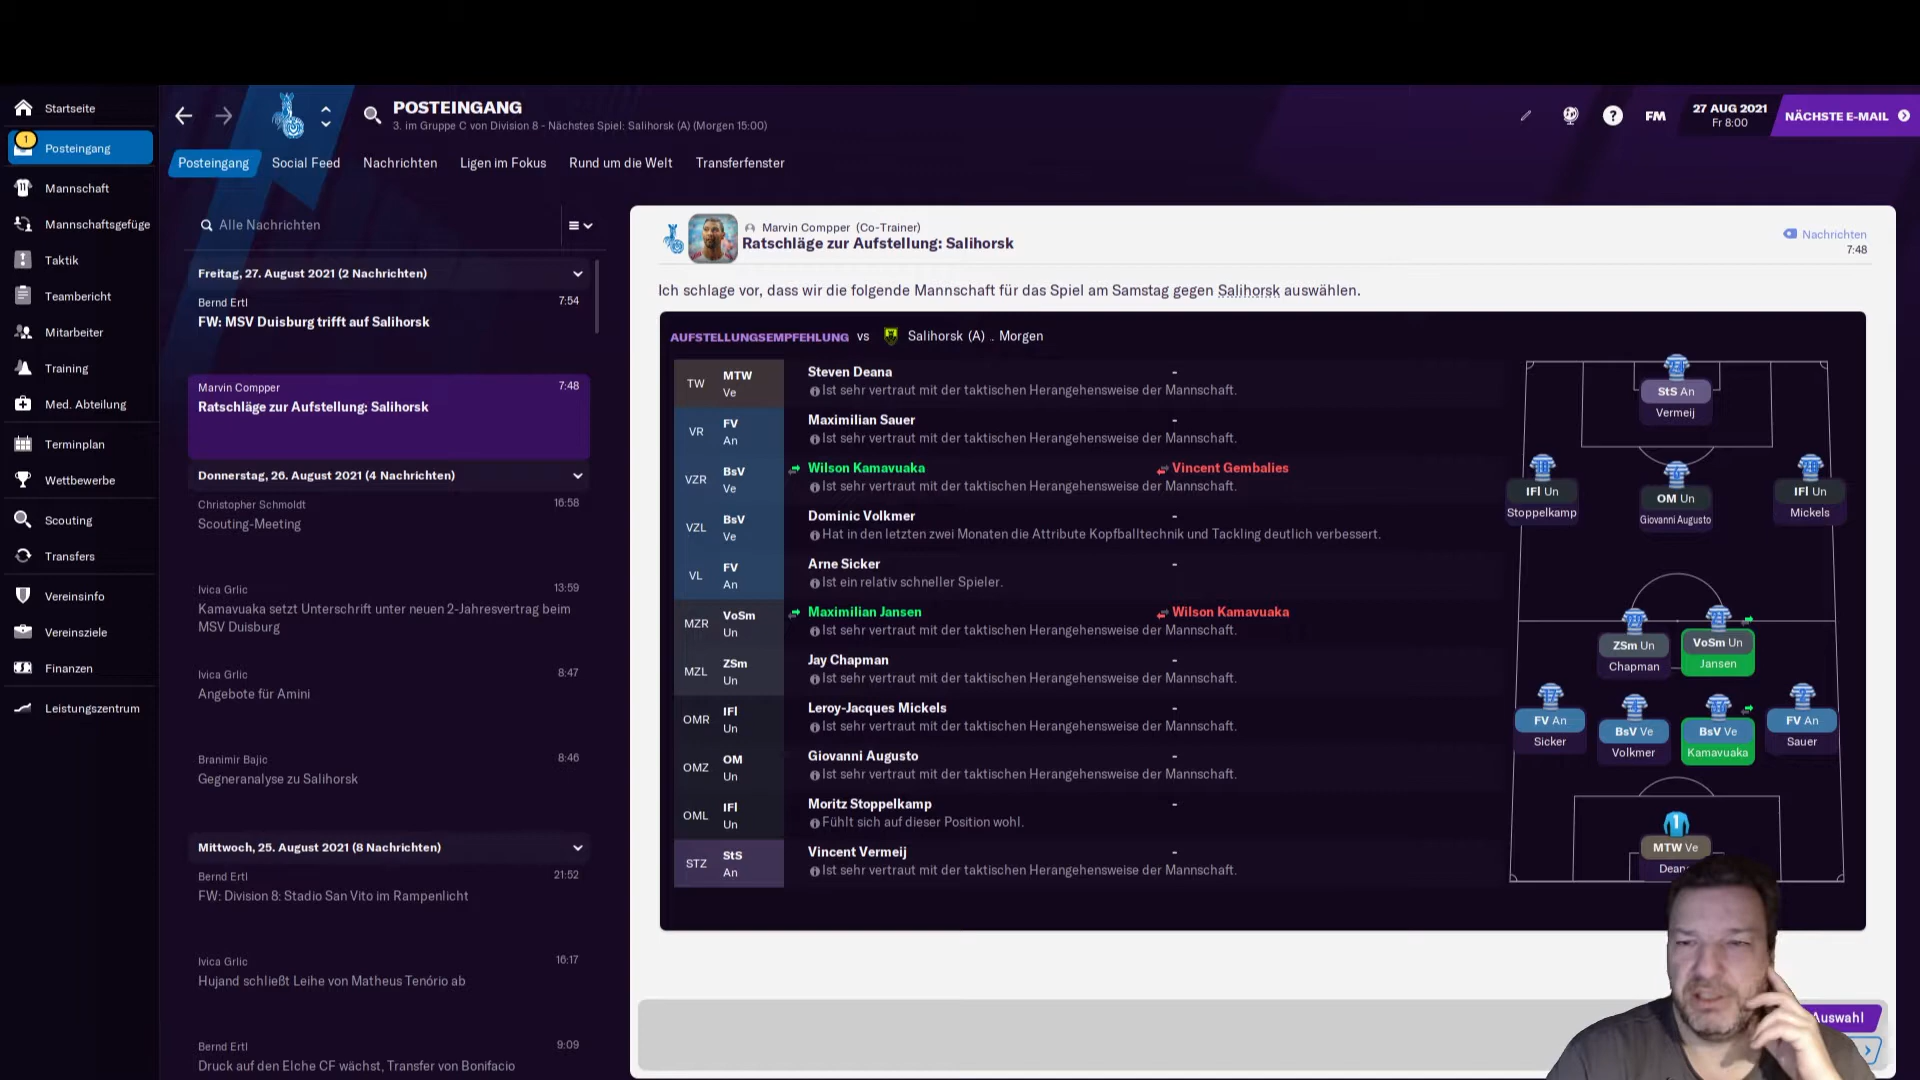 Startseite
1
Posteingang
Mannschaft
Mannschaftsgefüge
Taktik
Teambericht
Mitarbeiter
Training
Med. Abteilung
Terminplan
Wettbewerbe
Scouting
Transfers
Vereinsinfo
Vereinsziele
Finanzen
Leistungszentrum
POSTEINGANG
3. im Gruppe C von Division 8 - Nächstes Spiel: Salihorsk (A) (Morgen 15:00)
FM
27 AUG 2021
Fr 8:00
NÄCHSTE E-MAIL
Posteingang Social Feed Nachrichten Ligen im Fokus Rund um die Welt Transferfenster
Alle Nachrichten
Freitag, 27. August 2021 (2 Nachrichten)
Bernd Ertl 7:54
FW: MSV Duisburg trifft auf Salihorsk
Marvin Compper 7:48
Ratschläge zur Aufstellung: Salihorsk
Donnerstag, 26. August 2021 (4 Nachrichten)
Christopher Schmoldt 16:58
Scouting-Meeting
Ivica Grlic 13:59
Kamavuaka setzt Unterschrift unter neuen 2-Jahresvertrag beim
MSV Duisburg
Ivica Grlic 8:47
Angebote für Amini
Branimir Bajic 8:46
Gegneranalyse zu Salihorsk
Mittwoch, 25. August 2021 (8 Nachrichten)
Bernd Ertl 21:52
FW: Division 8: Stadio San Vito im Rampenlicht
Ivica Grlic 16:17
Hujand schließt Leihe von Matheus Tenório ab
Bernd Ertl 9:09
Druck auf den Elche CF wächst, Transfer von Bonifacio
Marvin Compper (Co-Trainer)
Ratschläge zur Aufstellung: Salihorsk
Nachrichten
7:48
Ich schlage vor, dass wir die folgende Mannschaft für das Spiel am Samstag gegen Salihorsk auswählen.
AUFSTELLUNGSEMPFEHLUNG vs Salihorsk (A) . Morgen
TW MTW Ve Steven Deana -
Ist sehr vertraut mit der taktischen Herangehensweise der Mannschaft.
VR FV An Maximilian Sauer -
Ist sehr vertraut mit der taktischen Herangehensweise der Mannschaft.
VZR BsV Ve Wilson Kamavuaka Vincent Gembalies
Ist sehr vertraut mit der taktischen Herangehensweise der Mannschaft.
VZL BsV Ve Dominic Volkmer -
Hat in den letzten zwei Monaten die Attribute Kopfballtechnik und Tackling deutlich verbessert.
VL FV An Arne Sicker -
Ist ein relativ schneller Spieler.
MZR VoSm Un Maximilian Jansen Wilson Kamavuaka
Ist sehr vertraut mit der taktischen Herangehensweise der Mannschaft.
MZL ZSm Un Jay Chapman -
Ist sehr vertraut mit der taktischen Herangehensweise der Mannschaft.
OMR IFl Un Leroy-Jacques Mickels -
Ist sehr vertraut mit der taktischen Herangehensweise der Mannschaft.
OMZ OM Un Giovanni Augusto -
Ist sehr vertraut mit der taktischen Herangehensweise der Mannschaft.
OML IFl Un Moritz Stoppelkamp -
Fühlt sich auf dieser Position wohl.
STZ StS An Vincent Vermeij -
Ist sehr vertraut mit der taktischen Herangehensweise der Mannschaft.
StS An
Vermeij
IFl Un OM Un IFl Un
Stoppelkamp Giovanni Augusto Mickels
ZSm Un VoSm Un
Chapman Jansen
FV An BsV Ve BsV Ve FV An
Sicker Volkmer Kamavuaka Sauer
1
MTW Ve
Dean
Auswahl